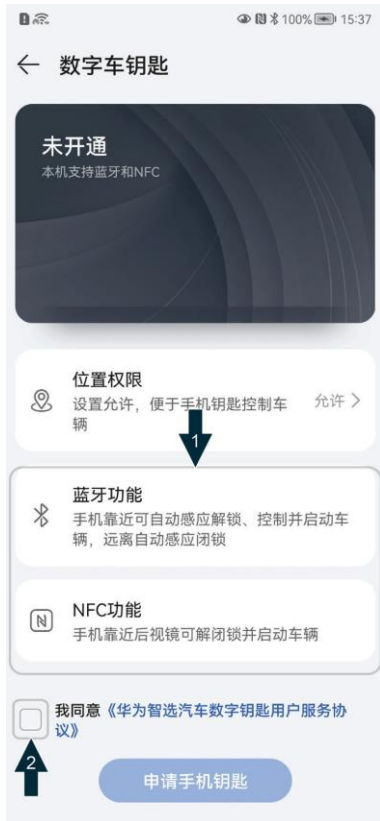 100% 15:37
数字车钥匙
未开通
本机支持蓝牙和NFC
位置权限
设置允许，便于手机钥匙控制车
辆
允许
1
蓝牙功能
手机靠近可自动感应解锁、控制并启动车
辆，远离自动感应闭锁
N
NFC功能
手机靠近后视镜可解闭锁并启动车辆
我同意《华为智选汽车数字钥匙用户服务协
议》
2
申请手机钥匙